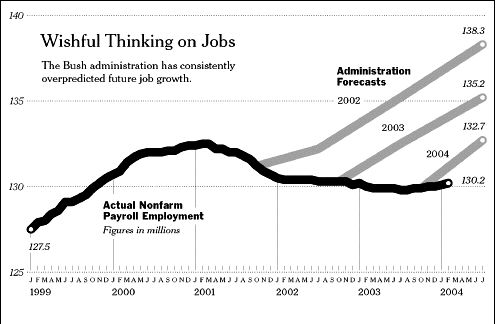 140
Wishful Thinking on Jobs
The Bush administration has consistently
overpredicted future job growth.
138.3
Administration
Forecasts
2002
135
135.2
2003
132.7
2004
130
130.2
Actual Nonfarm
Payroll Employment
Figures in millions
127.5
125
J F M A M J J A S O N D J F M A M J J A S O N D J F M A M J J A S O N D J F M A M J J A S O N D J F M A M J J A S O N D J F M A M J J
1999 2000 2001 2002 2003 2004